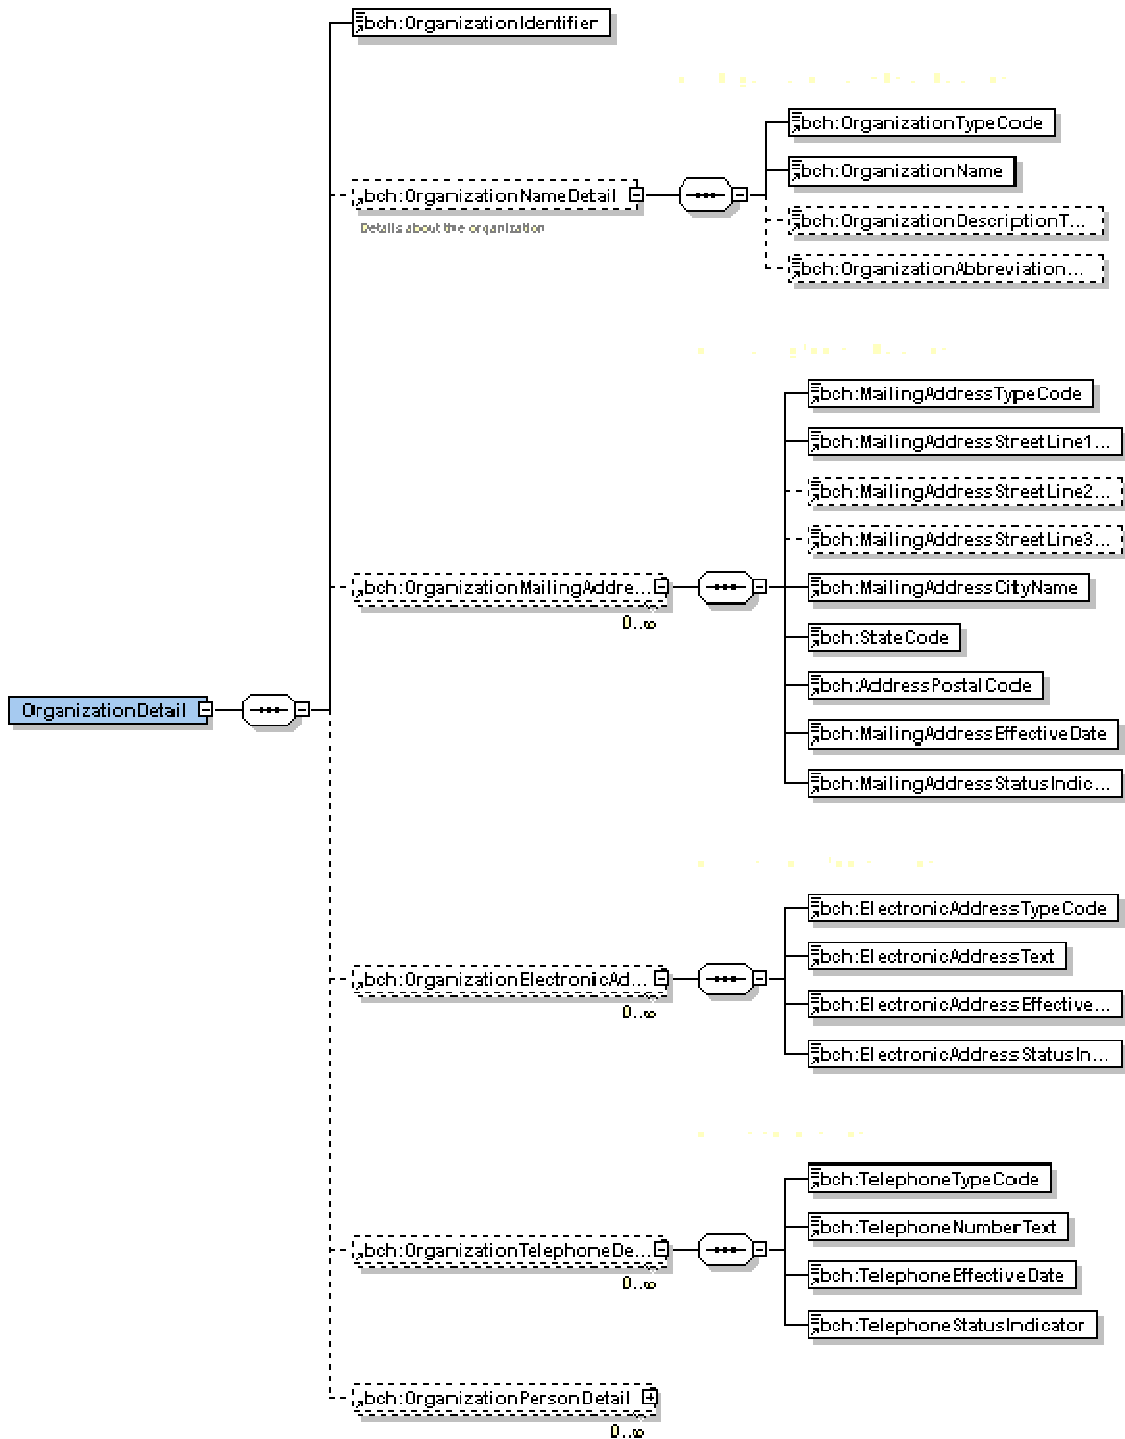 bch:OrganizationIdentifier
bch:OrganizationTypeCode
bch:OrganizationName
bch:OrganizationNameDetail
Details about the organization
bch:OrganizationDescriptionT...
bch:OrganizationAbbreviation...
bch:MailingAddressTypeCode
bch:MailingAddressStreetLine1...
bch:MailingAddressStreetLine2...
bch:MailingAddressStreetLine3...
bch:OrganizationMailingAddre...
0..∞
bch:MailingAddressCityName
bch:StateCode
bch:AddressPostalCode
OrganizationDetail
bch:MailingAddressEffectiveDate
bch:MailingAddressStatusIndic...
bch:ElectronicAddressTypeCode
bch:ElectronicAddressText
bch:OrganizationElectronicAd...
0..∞
bch:ElectronicAddressEffective...
bch:ElectronicAddressStatusIn...
bch:TelephoneTypeCode
bch:TelephoneNumberText
bch:OrganizationTelephoneDe...
0..∞
bch:TelephoneEffectiveDate
bch:TelephoneStatusIndicator
bch:OrganizationPersonDetail
0..∞